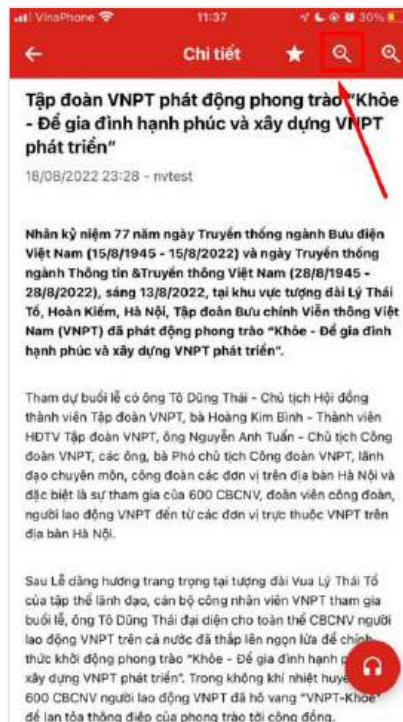 VinaPhone 11:37 30%
Chi tiết
Tập đoàn VNPT phát động phong trào "Khỏe
- Để gia đình hạnh phúc và xây dựng VNPT
phát triển"
18/08/2022 23:28 - nvtest
Nhân kỷ niệm 77 năm ngày Truyền thống ngành Bưu điện
Việt Nam (15/8/1945 - 15/8/2022) và ngày Truyền thống
ngành Thông tin &Truyền thông Việt Nam (28/8/1945 -
28/8/2022), sáng 13/8/2022, tại khu vực tượng đài Lý Thái
Tổ, Hoàn Kiếm, Hà Nội, Tập đoàn Bưu chính Viễn thông Việt
Nam (VNPT) đã phát động phong trào "Khỏe - Để gia đình
hạnh phúc và xây dựng VNPT phát triển".
Tham dự buổi lễ có ông Tô Dũng Thái - Chủ tịch Hội đồng
thành viên Tập đoàn VNPT, bà Hoàng Kim Bình - Thành viên
HĐTV Tập đoàn VNPT, ông Nguyễn Anh Tuấn - Chủ tịch Công
đoàn VNPT, các ông, bà Phó chủ tịch Công đoàn VNPT, lãnh
đạo chuyên môn, công đoàn các đơn vị trên địa bàn Hà Nội và
đặc biệt là sự tham gia của 600 CBCNV, đoàn viên công đoàn,
người lao động VNPT đến từ các đơn vị trực thuộc VNPT trên
địa bàn Hà Nội.
Sau Lễ dâng hương trang trọng tại tượng đài Vua Lý Thái Tổ
của tập thể lãnh đạo, cán bộ công nhân viên VNPT tham gia
buổi lễ, ông Tô Dũng Thái đại diện cho toàn thể CBCNV người
lao động VNPT trên cả nước đã thắp lên ngọn lửa để chính
thức khởi động phong trào "Khỏe - Để gia đình hạnh
xây dựng VNPT phát triển". Trong không khí nhiệt
600 CBCNV người lao động VNPT đã hô vang "VNPT-Khỏe"
để lan tỏa thông điệp của phong trào tới cộng đồng.